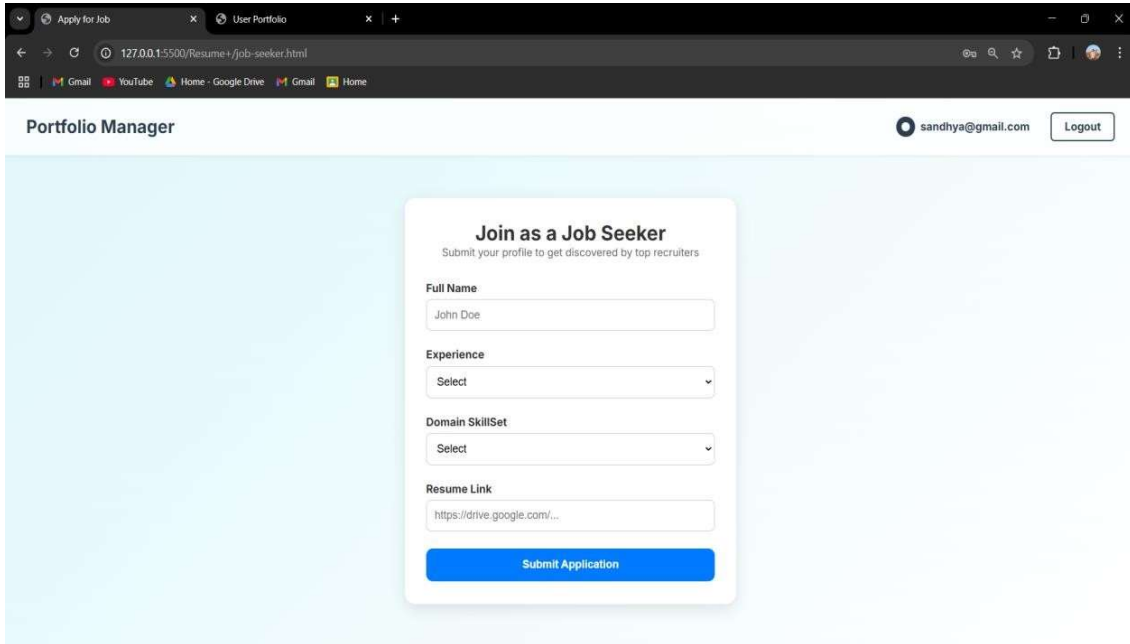 Apply for Job
User Portfolio
127.0.0.1:5500/Resume+/job-seeker.html
Gmail YouTube Home - Google Drive Gmail Home
Portfolio Manager
sandhya@gmail.com
Logout
Join as a Job Seeker
Submit your profile to get discovered by top recruiters
Full Name
John Doe
Experience
Select
Domain SkillSet
Select
Resume Link
https://drive.google.com/...
Submit Application